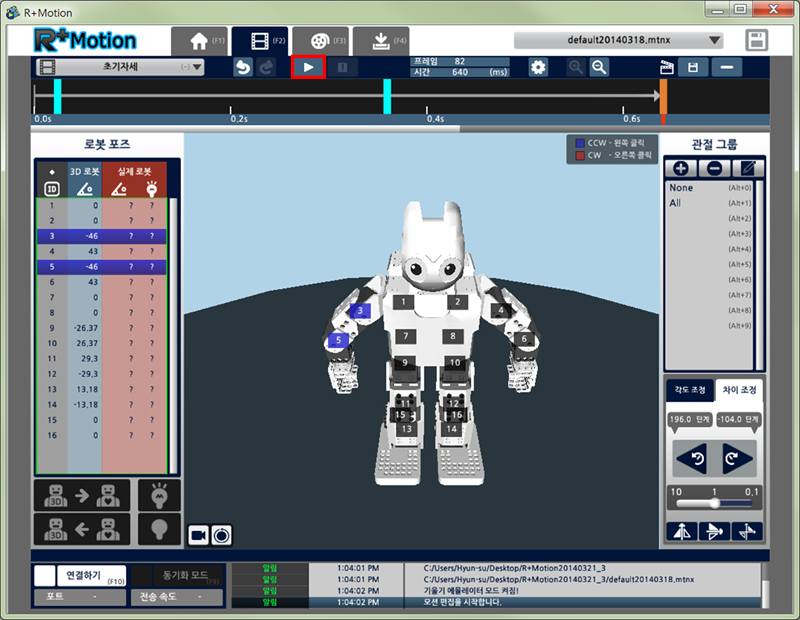 R+Motion
R+Motion
(F1)
(F2)
(F3)
(F4)
default20140318.mtnx
초기자세
(-)
프레임 82
시간 640 (ms)
0.0s 0.2s 0.4s 0.6s
로봇 포즈
3D 로봇 실제 로봇
ID
1 0 ? ?
2 0 ? ?
3 -46 ? ?
4 43 ? ?
5 -46 ? ?
6 43 ? ?
7 0 ? ?
8 0 ? ?
9 -26,37 ? ?
10 26,37 ? ?
11 29,3 ? ?
12 -29,3 ? ?
13 13,18 ? ?
14 -13,18 ? ?
15 0 ? ?
16 0 ? ?
3D
3D
CCW - 왼쪽 클릭
CW - 오른쪽 클릭
1 2
3 4
5 6
7 8
9 10
11 12
15 16
13 14
관절 그룹
None (Alt+0)
All (Alt+1)
(Alt+2)
(Alt+3)
(Alt+4)
(Alt+5)
(Alt+6)
(Alt+7)
(Alt+8)
(Alt+9)
각도 조정 차이 조정
196.0 단계 -104.0 단계
10 1 0.1
연결하기 (F10)
동기화 모드 (F9)
포트 -
전송 속도 -
알림 1:04:01 PM C:/Users/Hyun-su/Desktop/R+Motion20140321_3
알림 1:04:01 PM C:/Users/Hyun-su/Desktop/R+Motion20140321_3/default20140318.mtnx
알림 1:04:02 PM 기울기 에뮬레이터 모드 켜짐!
알림 1:04:02 PM 모션 편집을 시작합니다.